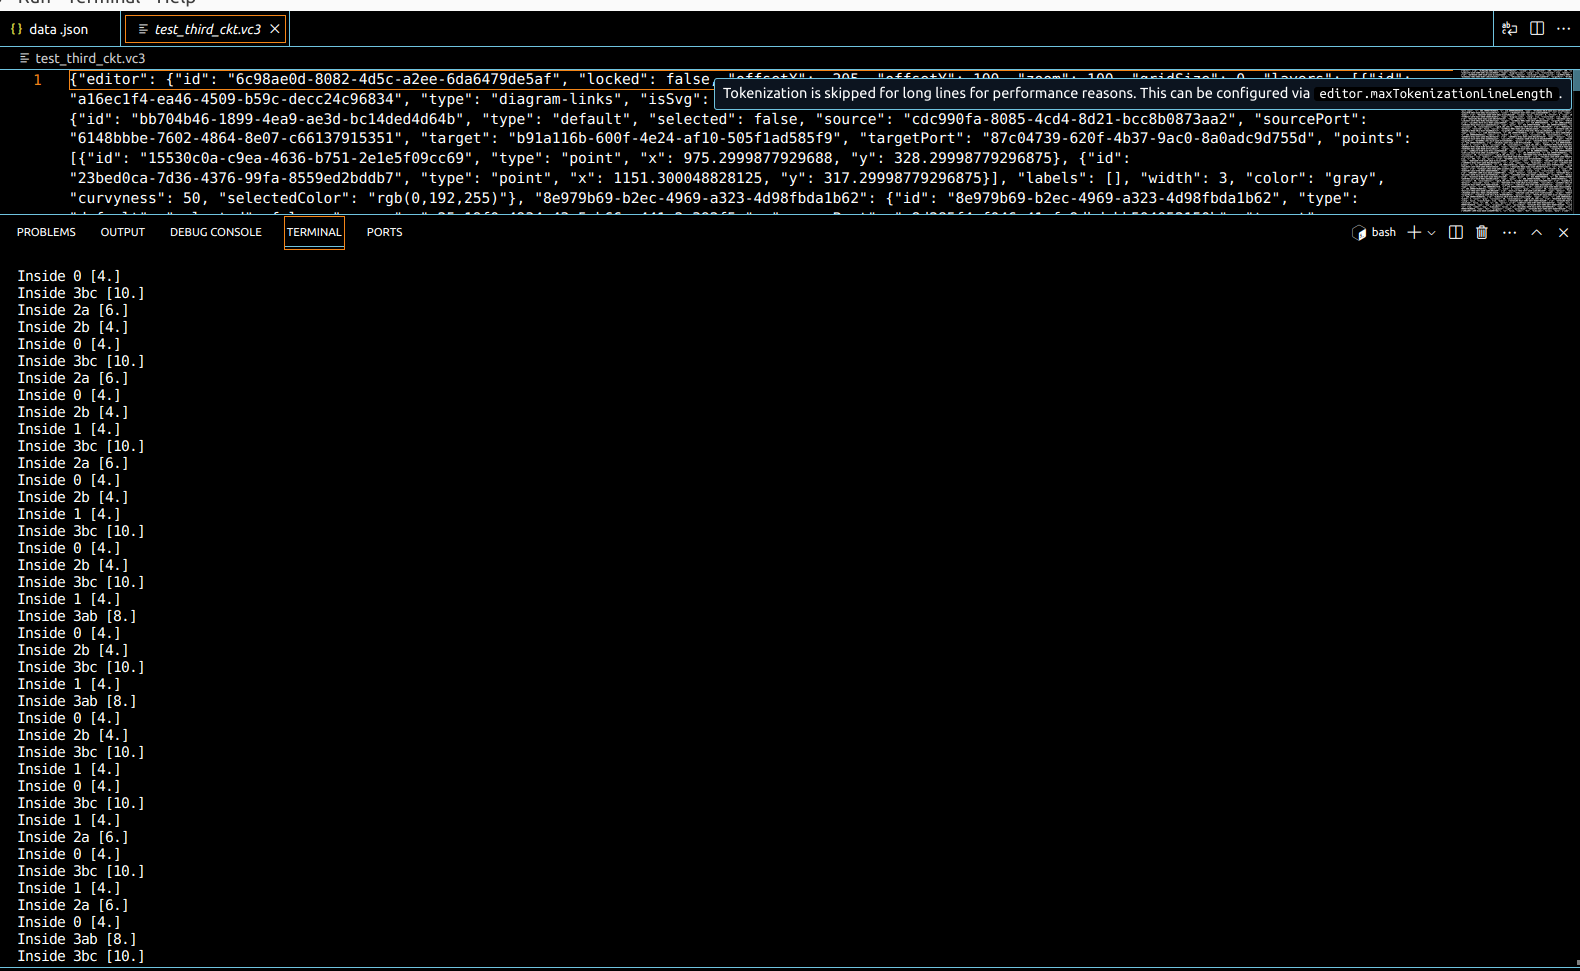 Run Terminal Help
{} data.json
test_third_ckt.vc3
test_third_ckt.vc3
1
{"editor": {"id": "6c98ae0d-8082-4d5c-a2ee-6da6479de5af", "locked": false,
Tokenization is skipped for long lines for performance reasons. This can be configured via editor.maxTokenizationLineLength .
"a16ec1f4-ea46-4509-b59c-decc24c96834", "type": "diagram-links", "isSvg":
{"id": "bb704b46-1899-4ea9-ae3d-bc14ded4d64b", "type": "default", "selected": false, "source": "cdc990fa-8085-4cd4-8d21-bcc8b0873aa2", "sourcePort":
"6148bbbe-7602-4864-8e07-c66137915351", "target": "b91a116b-600f-4e24-af10-505f1ad585f9", "targetPort": "87c04739-620f-4b37-9ac0-8a0adc9d755d", "points":
[{"id": "15530c0a-c9ea-4636-b751-2e1e5f09cc69", "type": "point", "x": 975.2999877929688, "y": 328.29998779296875}, {"id":
"23bed0ca-7d36-4376-99fa-8559ed2bddb7", "type": "point", "x": 1151.300048828125, "y": 317.29998779296875}], "labels": [], "width": 3, "color": "gray",
"curvyness": 50, "selectedColor": "rgb(0,192,255)"}, "8e979b69-b2ec-4969-a323-4d98fbda1b62": {"id": "8e979b69-b2ec-4969-a323-4d98fbda1b62", "type":
PROBLEMS OUTPUT DEBUG CONSOLE TERMINAL PORTS bash
Inside 0 [4.]
Inside 3bc [10.]
Inside 2a [6.]
Inside 2b [4.]
Inside 0 [4.]
Inside 3bc [10.]
Inside 2a [6.]
Inside 0 [4.]
Inside 2b [4.]
Inside 1 [4.]
Inside 3bc [10.]
Inside 2a [6.]
Inside 0 [4.]
Inside 2b [4.]
Inside 1 [4.]
Inside 3bc [10.]
Inside 0 [4.]
Inside 2b [4.]
Inside 3bc [10.]
Inside 1 [4.]
Inside 3ab [8.]
Inside 0 [4.]
Inside 2b [4.]
Inside 3bc [10.]
Inside 1 [4.]
Inside 3ab [8.]
Inside 0 [4.]
Inside 2b [4.]
Inside 3bc [10.]
Inside 1 [4.]
Inside 0 [4.]
Inside 3bc [10.]
Inside 1 [4.]
Inside 2a [6.]
Inside 0 [4.]
Inside 3bc [10.]
Inside 1 [4.]
Inside 2a [6.]
Inside 0 [4.]
Inside 3ab [8.]
Inside 3bc [10.]